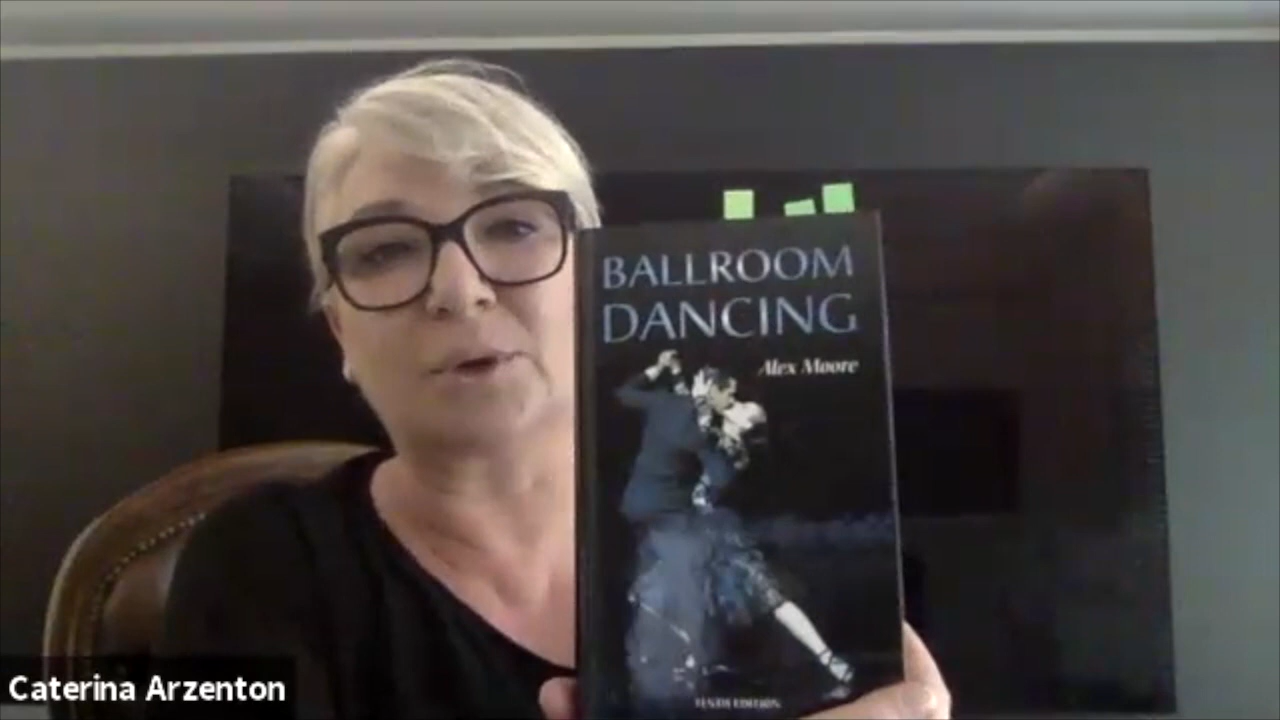 BALLROOM
DANCING
Alex Moore
TENTH EDITION
Caterina Arzenton